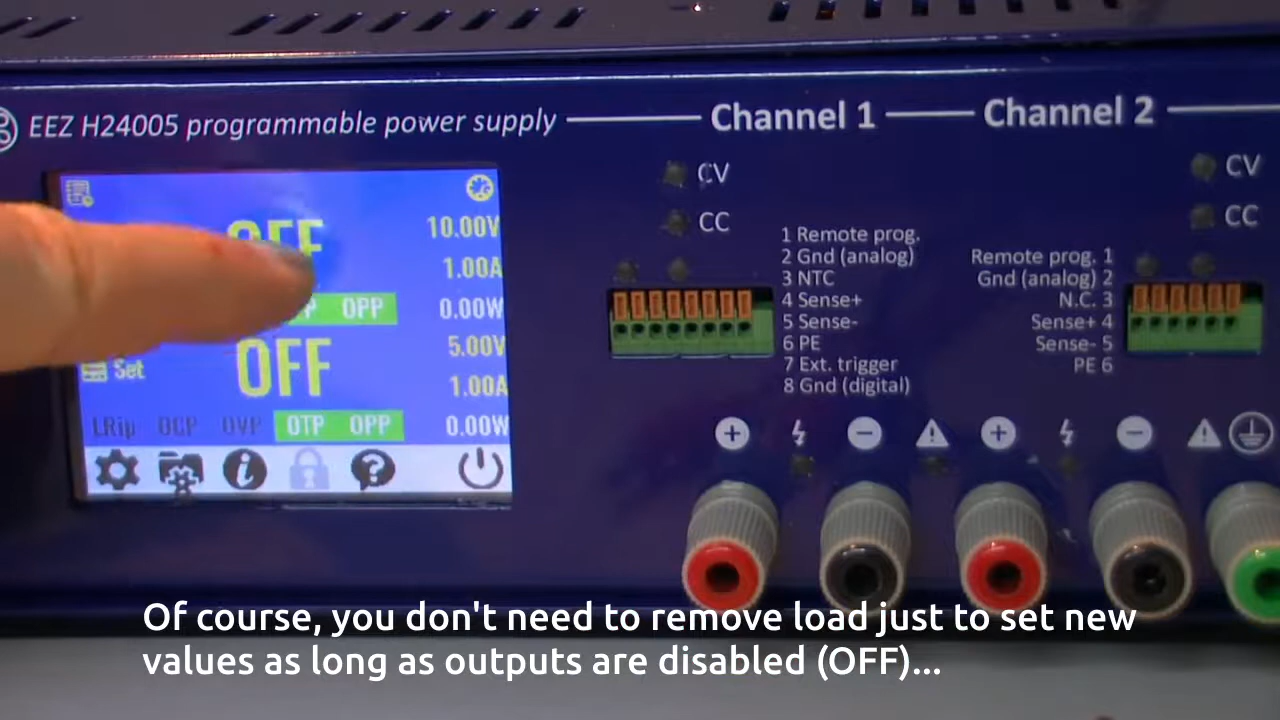 EEZ H24005 programmable power supply
Channel 1
Channel 2
OFF
10.00V
1.00A
OPP
0.00W
Set
OFF
5.00V
1.00A
LRip OCP OVP OTP OPP
0.00W
CV
CC
1 Remote prog.
2 Gnd (analog)
3 NTC
4 Sense+
5 Sense-
6 PE
7 Ext. trigger
8 Gnd (digital)
CV
CC
Remote prog. 1
Gnd (analog) 2
N.C. 3
Sense+ 4
Sense- 5
PE 6
Of course, you don't need to remove load just to set new
values as long as outputs are disabled (OFF)...